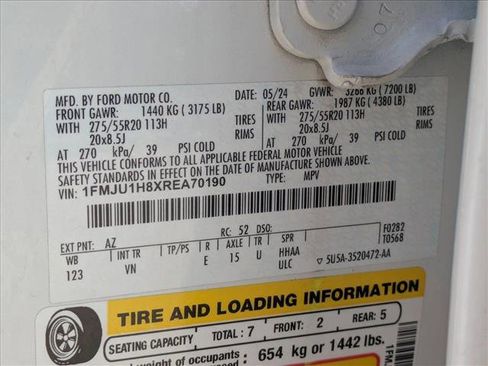 07
MFD. BY FORD MOTOR CO. DATE: 05/24 GVWR: 3266 KG ( 7200 LB)
FRONT GAWR: 1440 KG ( 3175 LB) REAR GAWR: 1987 KG ( 4380 LB)
WITH 275/55R20 113H TIRES WITH 275/55R20 113H TIRES
20x8.5J RIMS 20x8.5J RIMS
AT 270 kPa/ 39 PSI COLD AT 270 kPa/ 39 PSI COLD
THIS VEHICLE CONFORMS TO ALL APPLICABLE FEDERAL MOTOR VEHICLE
SAFETY STANDARDS IN EFFECT ON THE DATE OF MANUFACTURE SHOWN ABOVE.
VIN: 1FMJU1H8XREA70190 TYPE: MPV
EXT PNT: AZ RC: 52 DSO: F0282
WB INT TR TP/PS R AXLE TR SPR T0568
123 VN E 15 U HHAA
ULC ▽ 5U5A-3520472-AA
TIRE AND LOADING INFORMATION
SEATING CAPACITY TOTAL: 7 FRONT: 2 REAR: 5
weight of occupants 654 kg or 1442 lbs.